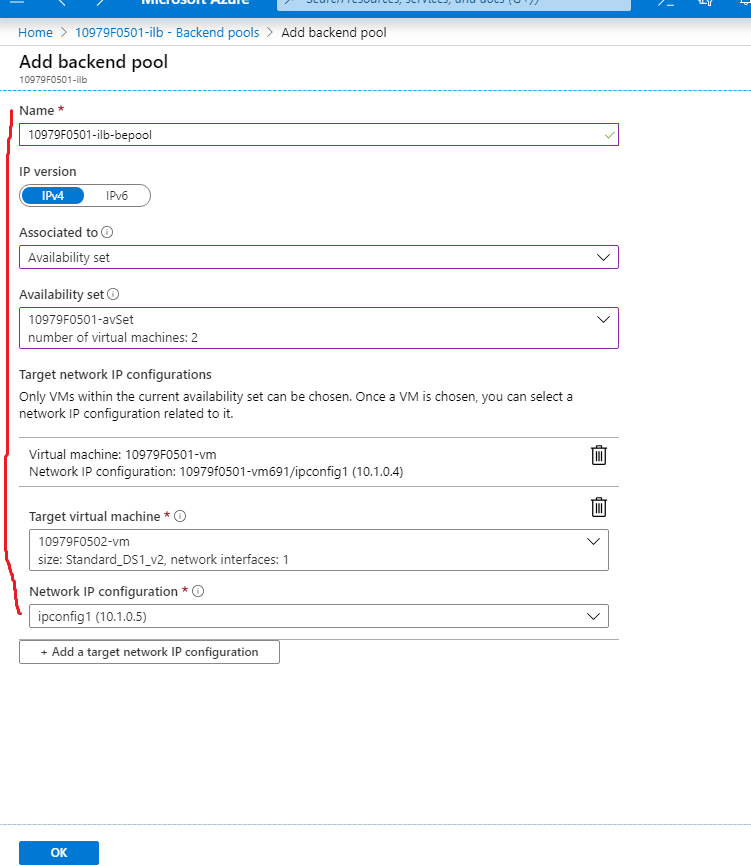 Microsoft Azure
Search resources, services, and docs (G+/)
Home > 10979F0501-ilb - Backend pools > Add backend pool
Add backend pool
10979F0501-ilb
Name *
10979F0501-ilb-bepool
IP version
IPv4 IPv6
Associated to
Availability set
Availability set
10979F0501-avSet
number of virtual machines: 2
Target network IP configurations
Only VMs within the current availability set can be chosen. Once a VM is chosen, you can select a
network IP configuration related to it.
Virtual machine: 10979F0501-vm
Network IP configuration: 10979f0501-vm691/ipconfig1 (10.1.0.4)
Target virtual machine *
10979F0502-vm
size: Standard_DS1_v2, network interfaces: 1
Network IP configuration *
ipconfig1 (10.1.0.5)
+ Add a target network IP configuration
OK